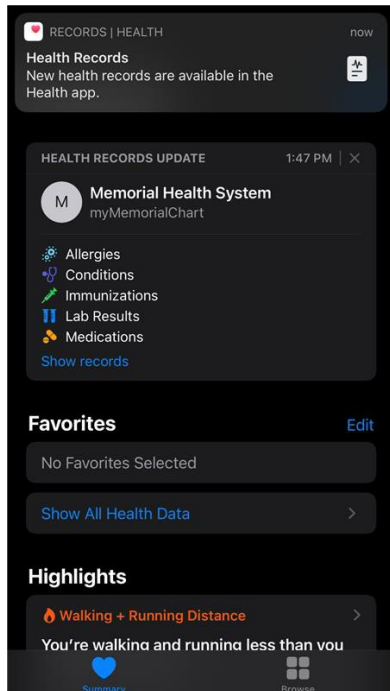 RECORDS | HEALTH now
Health Records
New health records are available in the
Health app.
HEALTH RECORDS UPDATE 1:47 PM
M Memorial Health System
myMemorialChart
Allergies
Conditions
Immunizations
Lab Results
Medications
Show records
Favorites Edit
No Favorites Selected
Show All Health Data
Highlights
Walking + Running Distance
You're walking and running less than you
Summary Browse